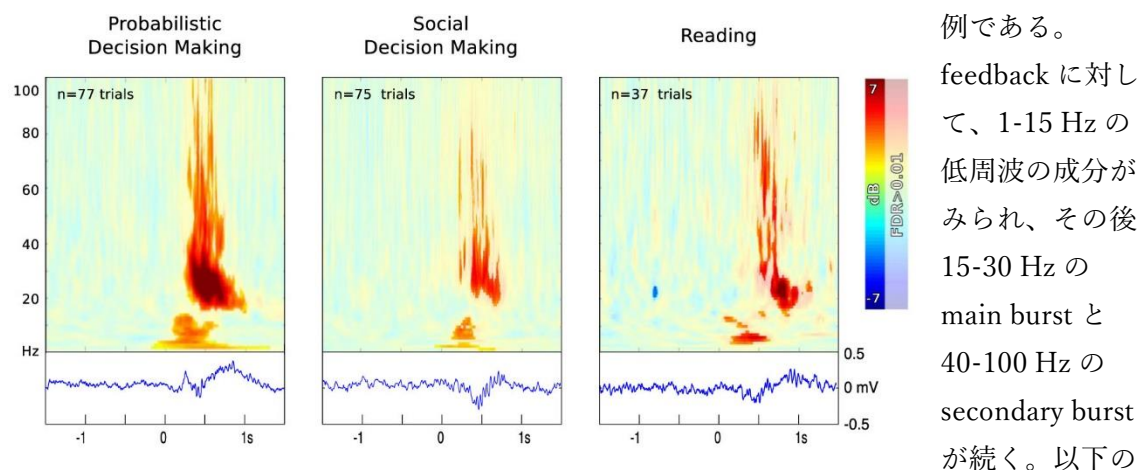 Probabilistic
Decision Making
Social
Decision Making
Reading
n=77 trials
n=75 trials
n=37 trials
100
80
60
40
20
Hz
7
dB
-7
FDR>0.01
0.5
0 mV
-0.5
-1
0
1s
-1
0
1s
-1
0
1s
例である。
feedback に対し
て、1-15 Hz の
低周波の成分が
みられ、その後
15-30 Hz の
main burst と
40-100 Hz の
secondary burst
が続く。以下の